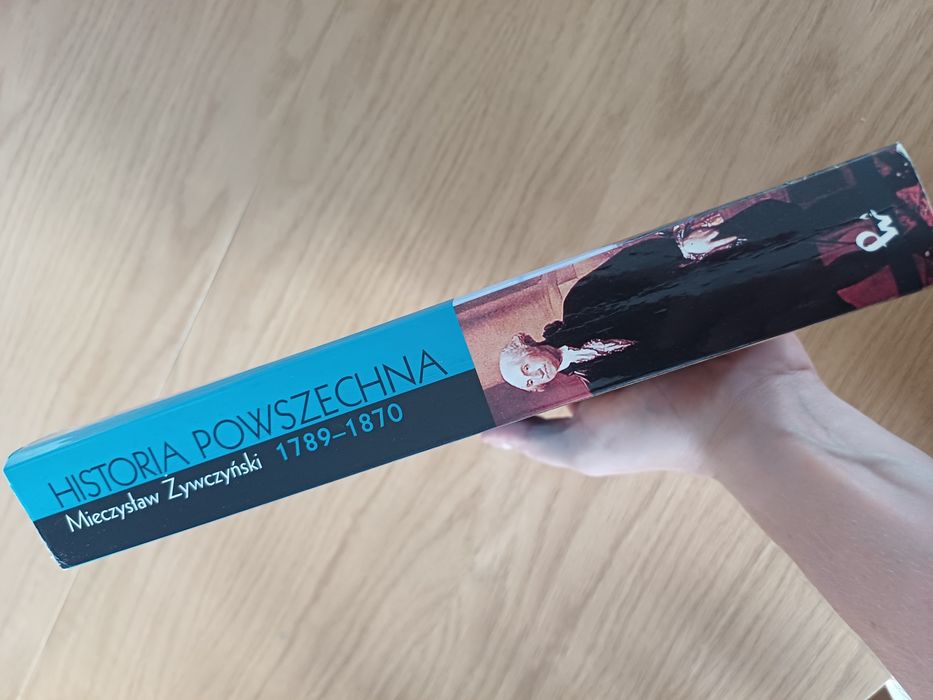 HISTORIA POWSZECHNA
Mieczysław Żywczyński 1789–1870